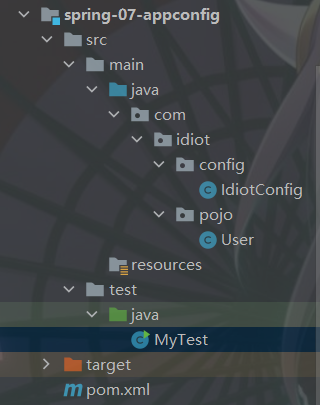 spring-07-appconfig
src
main
java
com
idiot
config
IdiotConfig
pojo
User
resources
test
java
MyTest
target
pom.xml